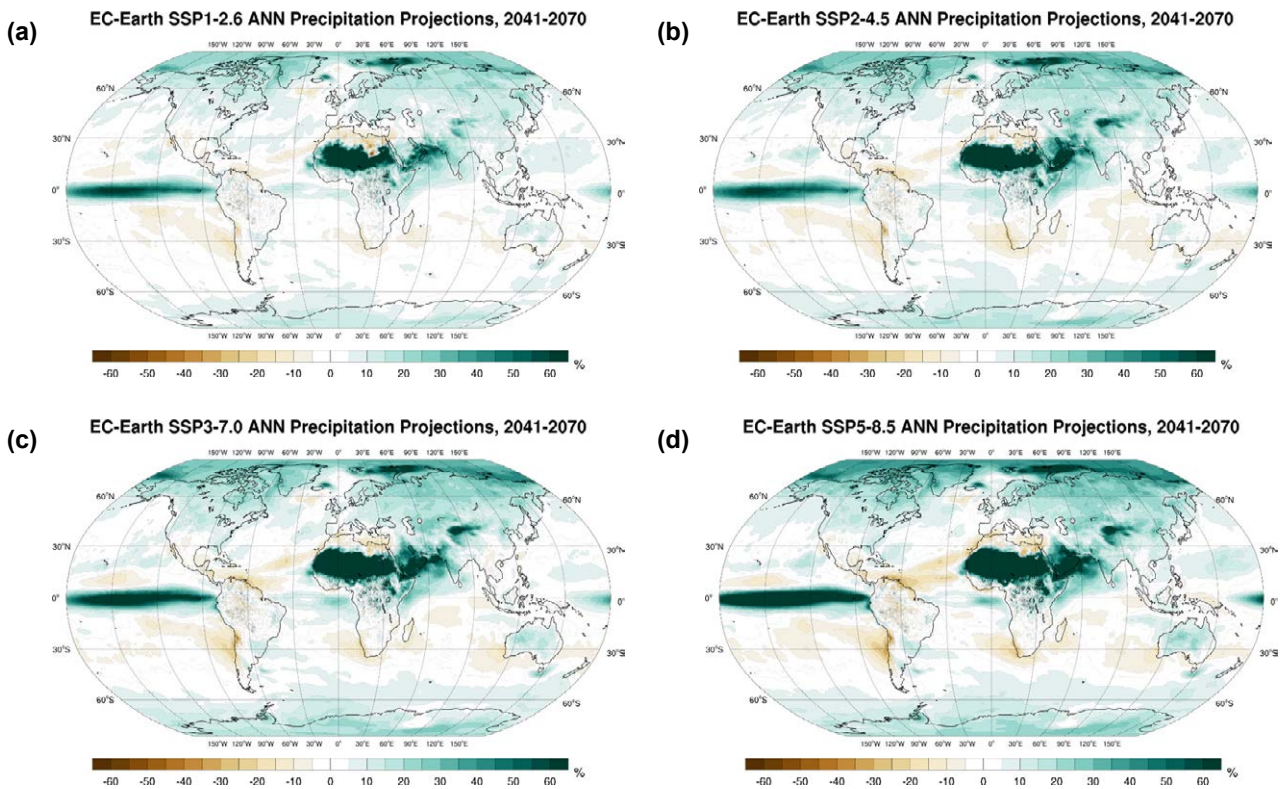 (a)
EC-Earth SSP1-2.6 ANN Precipitation Projections, 2041-2070
150°W 120°W 90°W 60°W 30°W 0° 30°E 60°E 90°E 120°E 150°E
60°N
30°N 30°N
0° 0°
30°S 30°S
60°S 60°S
150°W 120°W 90°W 60°W 30°W 0° 30°E 60°E 90°E 120°E 150°E
-60 -50 -40 -30 -20 -10 0 10 20 30 40 50 60 %
(b)
EC-Earth SSP2-4.5 ANN Precipitation Projections, 2041-2070
150°W 120°W 90°W 60°W 30°W 0° 30°E 60°E 90°E 120°E 150°E
60°N
30°N 30°N
0° 0°
30°S 30°S
60°S 60°S
150°W 120°W 90°W 60°W 30°W 0° 30°E 60°E 90°E 120°E 150°E
-60 -50 -40 -30 -20 -10 0 10 20 30 40 50 60 %
(c)
EC-Earth SSP3-7.0 ANN Precipitation Projections, 2041-2070
150°W 120°W 90°W 60°W 30°W 0° 30°E 60°E 90°E 120°E 150°E
60°N
30°N 30°N
0° 0°
30°S 30°S
60°S 60°S
150°W 120°W 90°W 60°W 30°W 0° 30°E 60°E 90°E 120°E 150°E
-60 -50 -40 -30 -20 -10 0 10 20 30 40 50 60 %
(d)
EC-Earth SSP5-8.5 ANN Precipitation Projections, 2041-2070
150°W 120°W 90°W 60°W 30°W 0° 30°E 60°E 90°E 120°E 150°E
60°N
30°N 30°N
0° 0°
30°S 30°S
60°S 60°S
150°W 120°W 90°W 60°W 30°W 0° 30°E 60°E 90°E 120°E 150°E
-60 -50 -40 -30 -20 -10 0 10 20 30 40 50 60 %